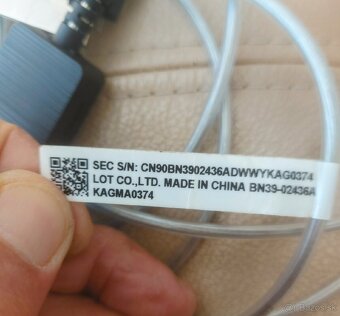 SEC S/N: CN90BN3902436ADWWYKAG0374
LOT CO.,LTD. MADE IN CHINA BN39-02436A
KAGMA0374